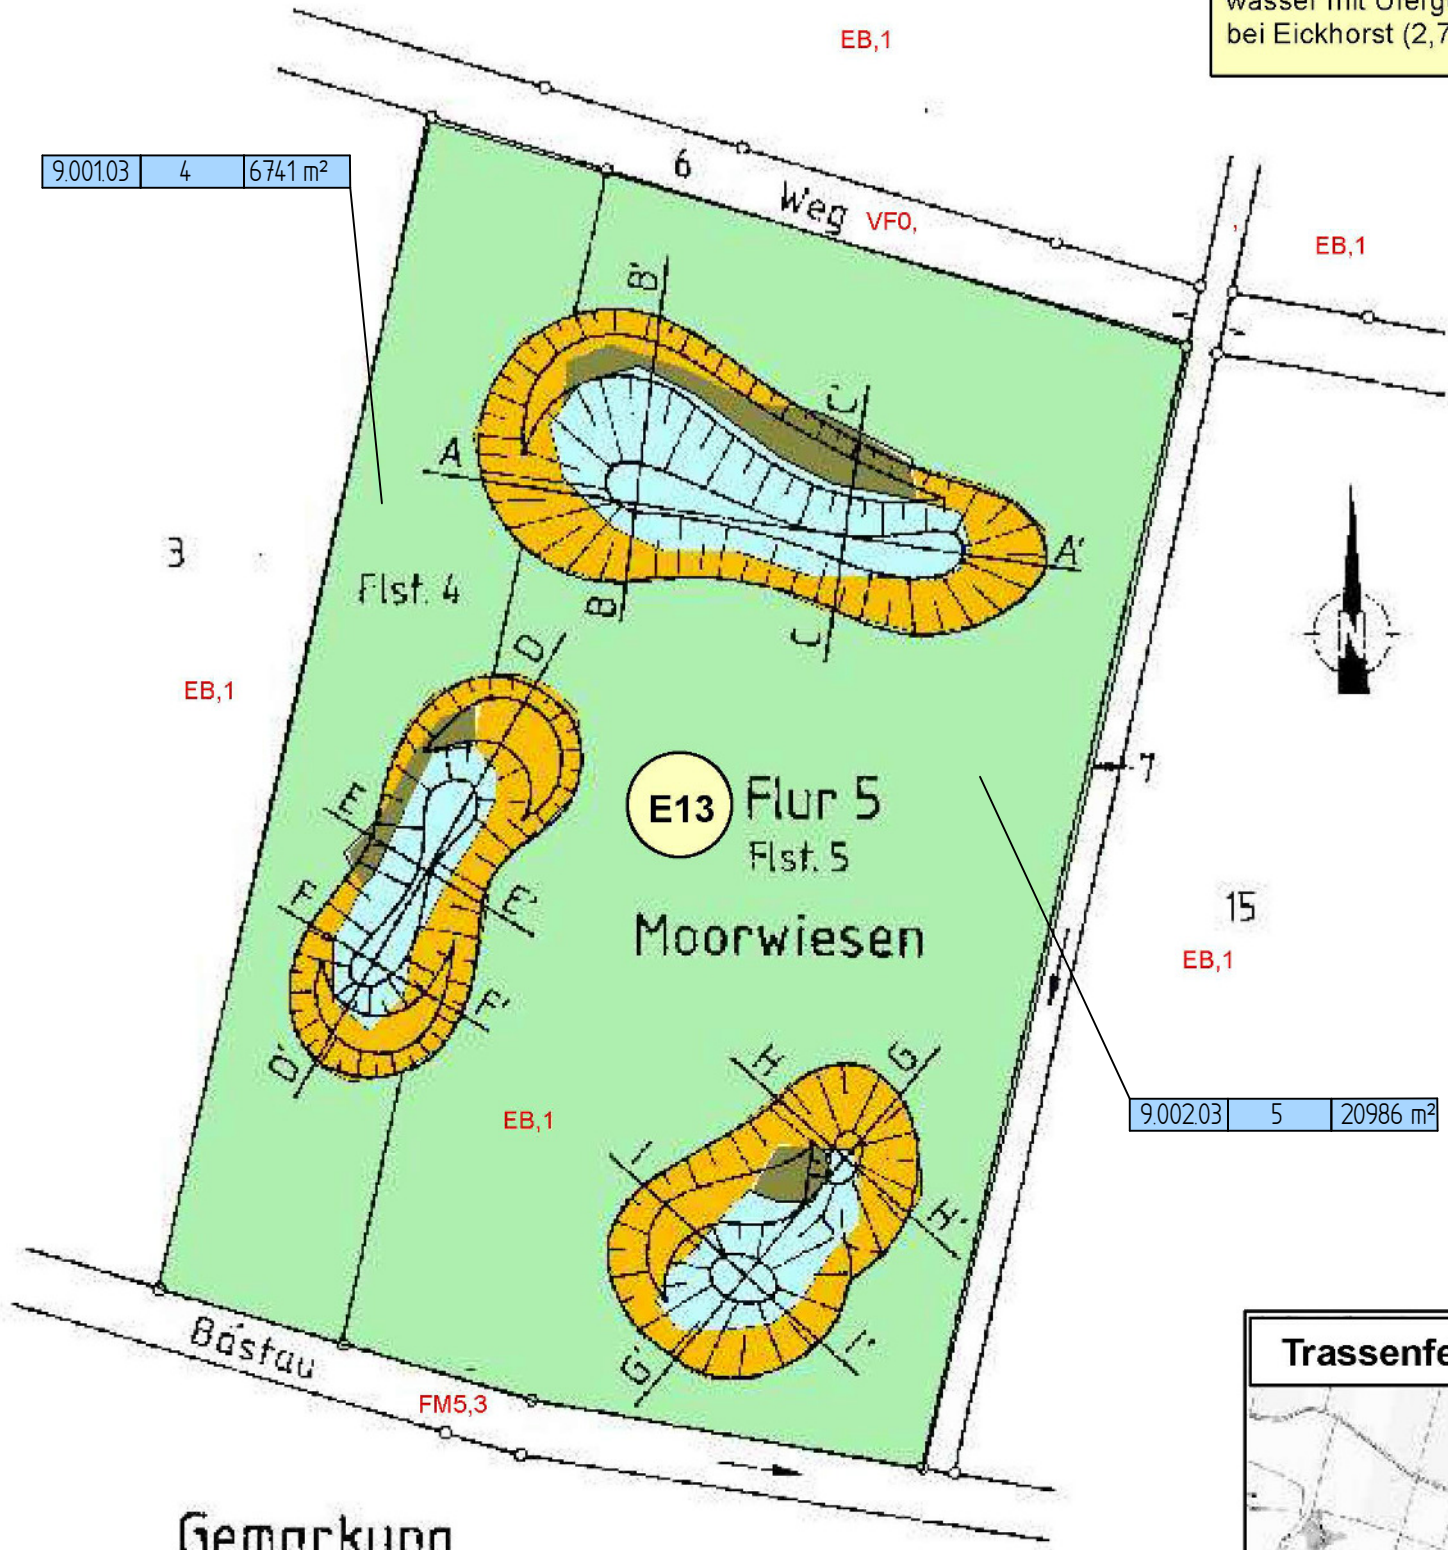 bei Eickhorst (2,7
EB,1
9.001.03 4 6741 m²
6
Weg VF0,
,
EB,1
B'
C'
A
A'
3
Flst. 4
B
C
N
D
EB,1
7
E13 Flur 5
Flst. 5
E
F
E'
15
Moorwiesen
EB,1
F'
D'
H
G
EB,1
9.002.03 5 20986 m²
I
H'
Bastau
I'
G'
Trassenfe
FM5,3
Gemarkung